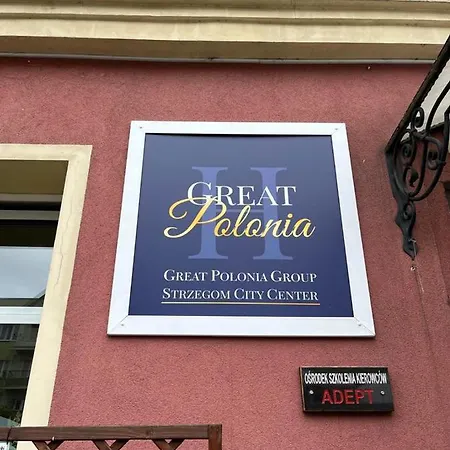 H
GREAT
Polonia
GREAT POLONIA GROUP
STRZEGOM CITY CENTER
OŚRODEK SZKOLENIA KIEROWCÓW
ADEPT